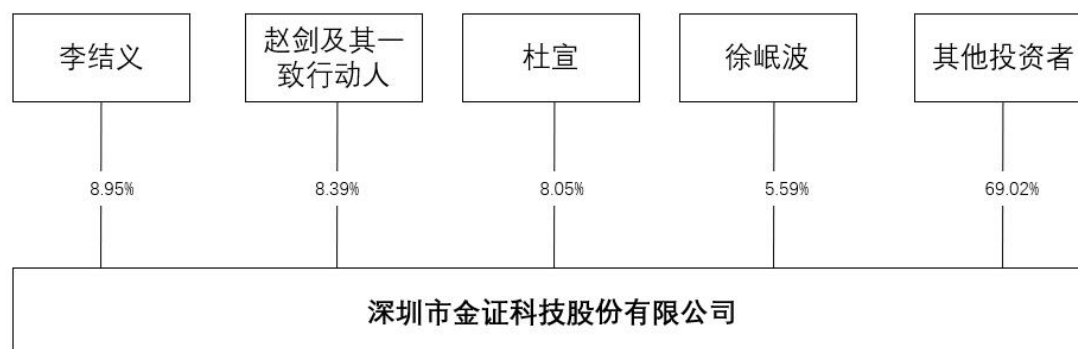 李结义
赵剑及其一
致行动人
杜宣
徐岷波
其他投资者
8.95%
8.39%
8.05%
5.59%
69.02%
深圳市金证科技股份有限公司